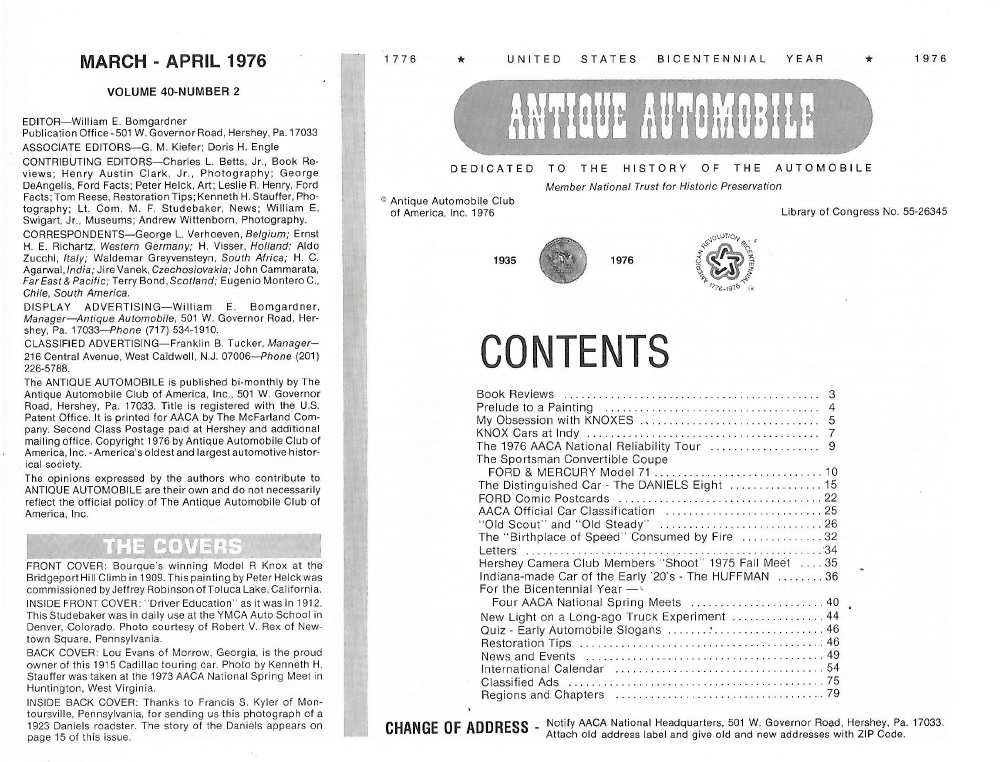 MARCH - APRIL 1976
VOLUME 40-NUMBER 2
EDITOR—William E. Bomgardner
Publication Office - 501 W. Governor Road, Hershey, Pa. 17033
ASSOCIATE EDITORS—G. M. Kiefer; Doris H. Engle
CONTRIBUTING EDITORS—Charles L. Betts, Jr., Book Re-
views; Henry Austin Clark, Jr., Photography; George
DeAngelis, Ford Facts; Peter Helck, Art; Leslie R. Henry, Ford
Facts; Tom Reese, Restoration Tips; Kenneth H. Stauffer, Pho-
tography; Lt. Com. M. F. Studebaker, News; William E.
Swigart, Jr., Museums; Andrew Wittenborn, Photography.
CORRESPONDENTS—George L. Verhoeven, Belgium; Ernst
H. E. Richartz, Western Germany; H. Visser, Holland; Aldo
Zucchi, Italy; Waldemar Greyvensteyn, South Africa; H. C.
Agarwal, India; Jire Vanek, Czechoslovakia; John Cammarata,
Far East & Pacific; Terry Bond, Scotland; Eugenio Montero C.,
Chile, South America.
DISPLAY ADVERTISING—William E. Bomgardner,
Manager—Antique Automobile, 501 W. Governor Road, Her-
shey, Pa. 17033—Phone (717) 534-1910.
CLASSIFIED ADVERTISING—Franklin B. Tucker, Manager—
216 Central Avenue, West Caldwell, N.J. 07006—Phone (201)
226-5788.
The ANTIQUE AUTOMOBILE is published bi-monthly by The
Antique Automobile Club of America, Inc., 501 W. Governor
Road, Hershey, Pa. 17033. Title is registered with the U.S.
Patent Office. It is printed for AACA by The McFarland Com-
pany. Second Class Postage paid at Hershey and additional
mailing office. Copyright 1976 by Antique Automobile Club of
America, Inc. - America's oldest and largest automotive histor-
ical society.
The opinions expressed by the authors who contribute to
ANTIQUE AUTOMOBILE are their own and do not necessarily
reflect the official policy of The Antique Automobile Club of
America, Inc.
THE COVERS
FRONT COVER: Bourque's winning Model R Knox at the
Bridgeport Hill Climb in 1909. This painting by Peter Helck was
commissioned by Jeffrey Robinson of Toluca Lake, California.
INSIDE FRONT COVER: "Driver Education" as it was in 1912.
This Studebaker was in daily use at the YMCA Auto School in
Denver, Colorado. Photo courtesy of Robert V. Rex of New-
town Square, Pennsylvania.
BACK COVER: Lou Evans of Morrow, Georgia, is the proud
owner of this 1915 Cadillac touring car. Photo by Kenneth H.
Stauffer was taken at the 1973 AACA National Spring Meet in
Huntington, West Virginia.
INSIDE BACK COVER: Thanks to Francis S. Kyler of Mon-
toursville, Pennsylvania, for sending us this photograph of a
1923 Daniels roadster. The story of the Daniels appears on
page 15 of this issue.
1776 ★ UNITED STATES BICENTENNIAL YEAR ★ 1976
ANTIQUE AUTOMOBILE
DEDICATED TO THE HISTORY OF THE AUTOMOBILE
Member National Trust for Historic Preservation
© Antique Automobile Club
of America, Inc. 1976
Library of Congress No. 55-26345
1935 1976
AMERICAN REVOLUTION BICENTENNIAL 1776-1976
CONTENTS
Book Reviews ........ 3
Prelude to a Painting ........ 4
My Obsession with KNOXES ........ 5
KNOX Cars at Indy ........ 7
The 1976 AACA National Reliability Tour ........ 9
The Sportsman Convertible Coupe
FORD & MERCURY Model 71 ........ 10
The Distinguished Car - The DANIELS Eight ........ 15
FORD Comic Postcards ........ 22
AACA Official Car Classification ........ 25
"Old Scout" and "Old Steady" ........ 26
The "Birthplace of Speed" Consumed by Fire ........ 32
Letters ........ 34
Hershey Camera Club Members "Shoot" 1975 Fall Meet .... 35
Indiana-made Car of the Early '20's - The HUFFMAN ........ 36
For the Bicentennial Year —
Four AACA National Spring Meets ........ 40
New Light on a Long-ago Truck Experiment ........ 44
Quiz - Early Automobile Slogans ........ 46
Restoration Tips ........ 46
News and Events ........ 49
International Calendar ........ 54
Classified Ads ........ 75
Regions and Chapters ........ 79
CHANGE OF ADDRESS - Notify AACA National Headquarters, 501 W. Governor Road, Hershey, Pa. 17033.
Attach old address label and give old and new addresses with ZIP Code.